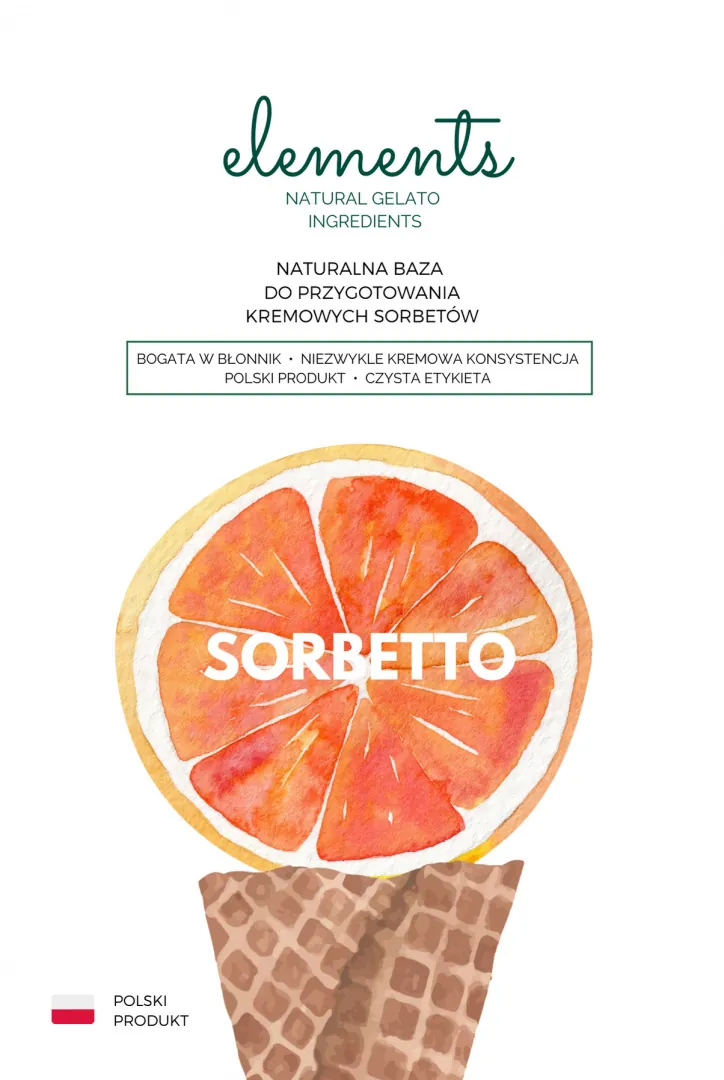 elements
NATURAL GELATO
INGREDIENTS
NATURALNA BAZA
DO PRZYGOTOWANIA
KREMOWYCH SORBETÓW
BOGATA W BŁONNIK • NIEZWYKLE KREMOWA KONSYSTENCJA
POLSKI PRODUKT • CZYSTA ETYKIETA
SORBETTO
POLSKI
PRODUKT